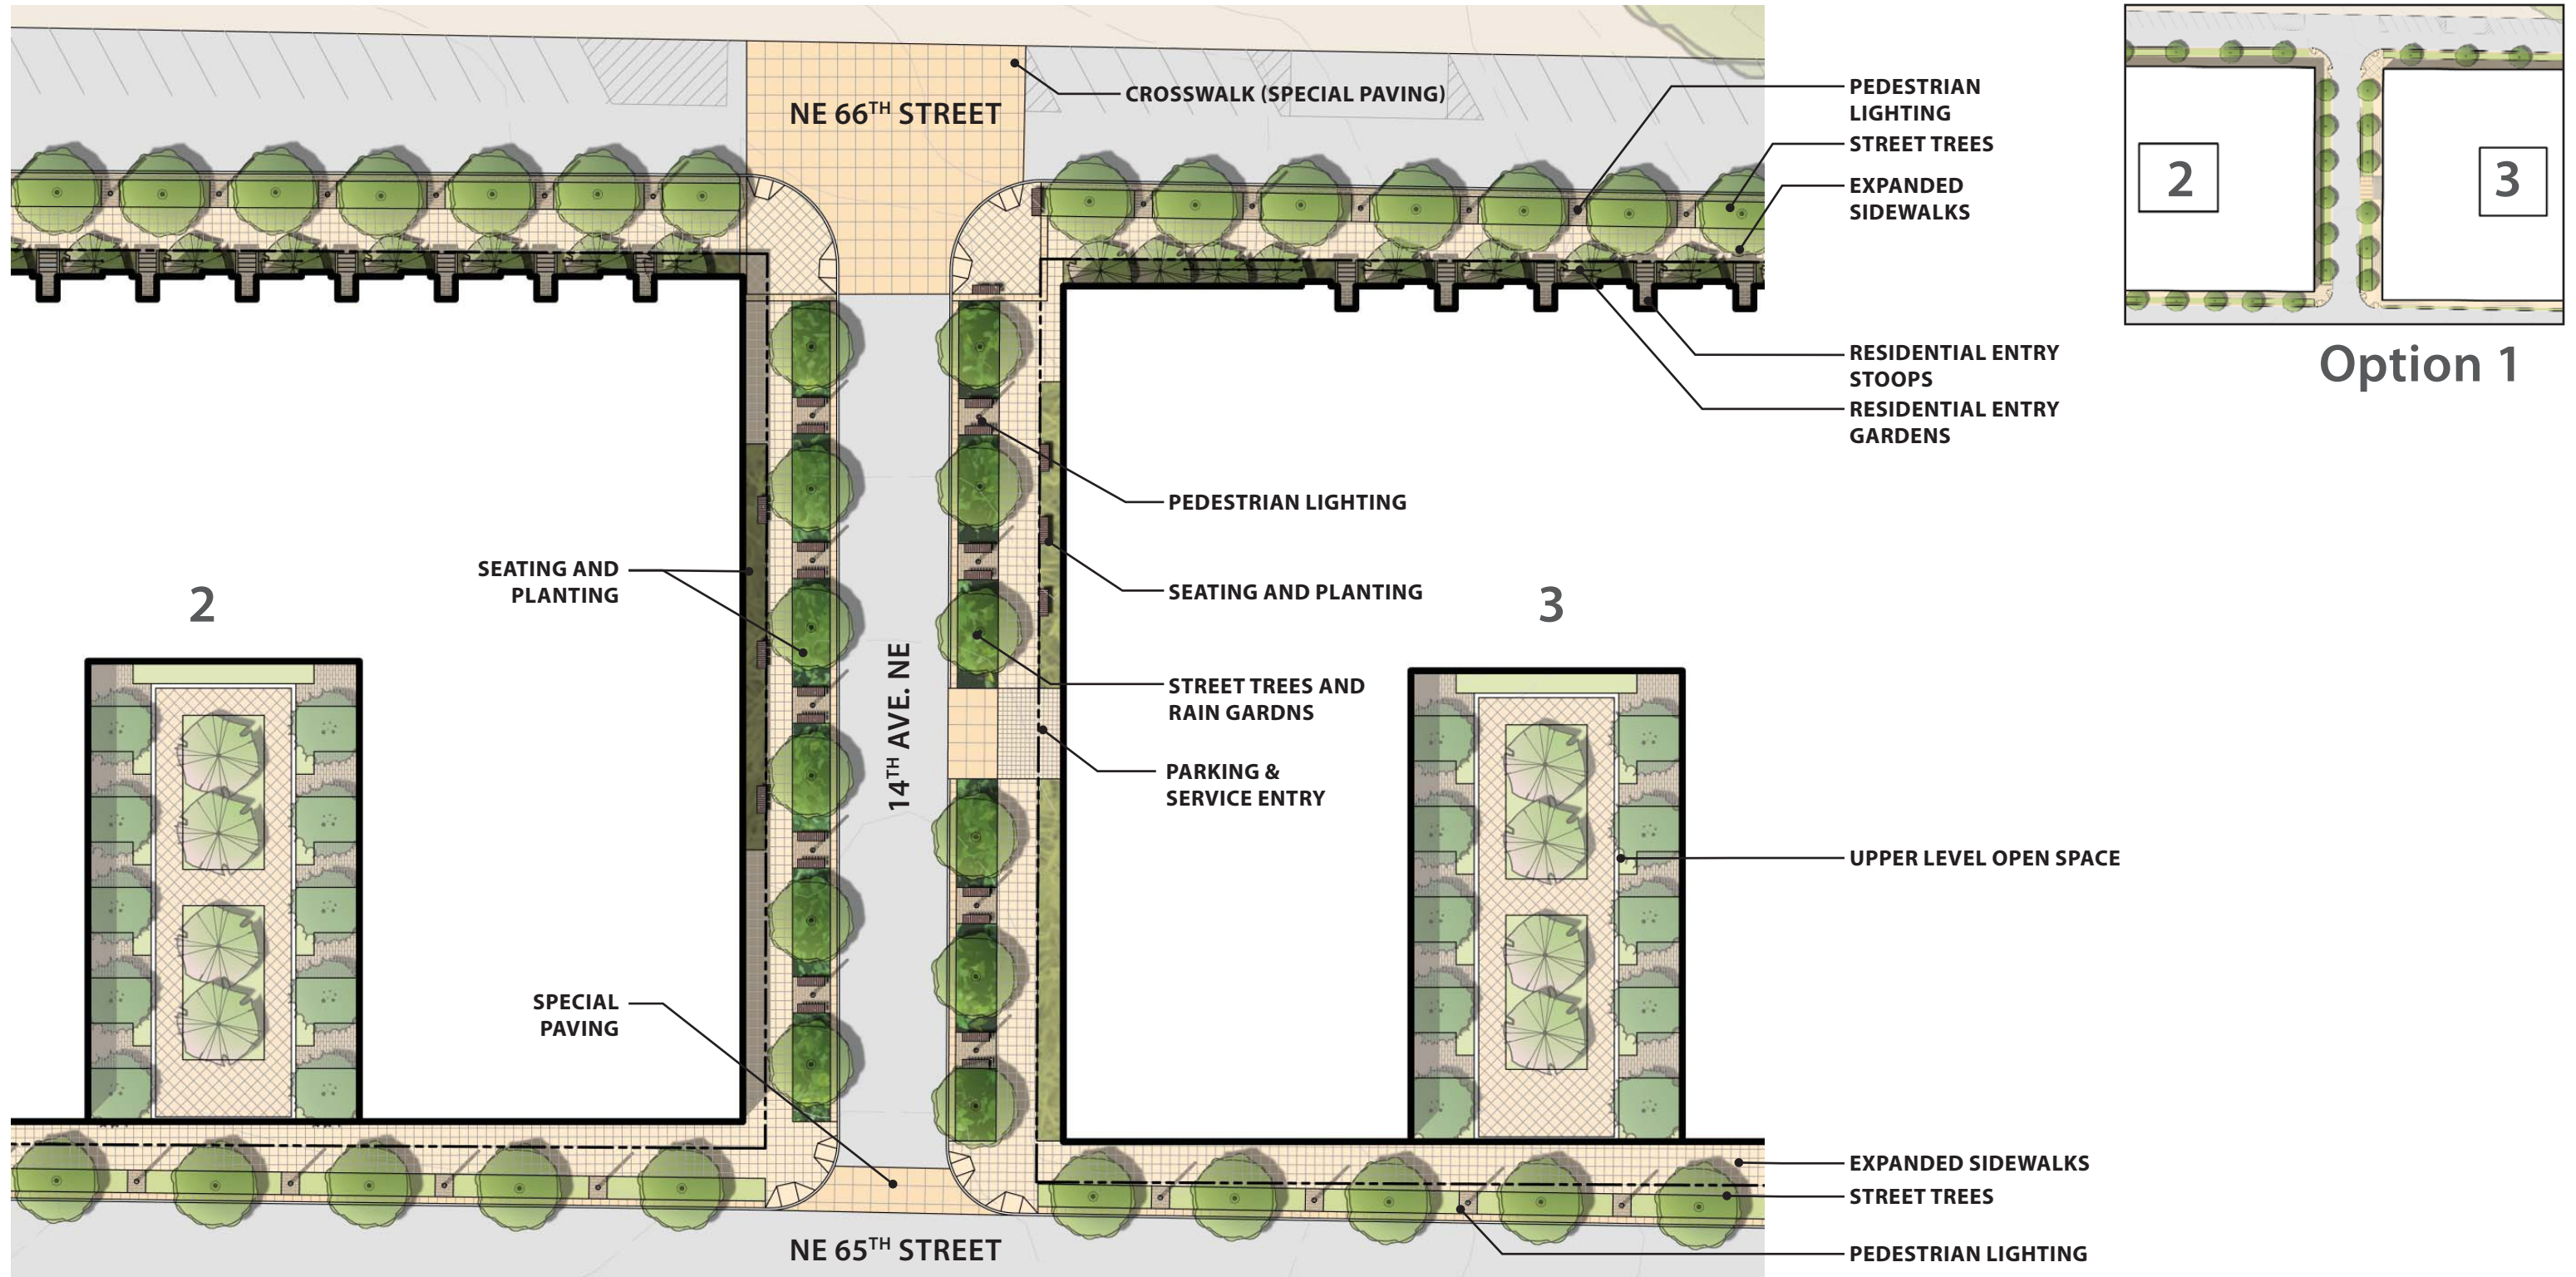 NE 66TH STREET
CROSSWALK (SPECIAL PAVING)
PEDESTRIAN
LIGHTING
STREET TREES
EXPANDED
SIDEWALKS
2
3
Option 1
RESIDENTIAL ENTRY
STOOPS
RESIDENTIAL ENTRY
GARDENS
PEDESTRIAN LIGHTING
SEATING AND
PLANTING
SEATING AND PLANTING
2
3
14TH AVE. NE
STREET TREES AND
RAIN GARDNS
PARKING &
SERVICE ENTRY
UPPER LEVEL OPEN SPACE
SPECIAL
PAVING
EXPANDED SIDEWALKS
STREET TREES
NE 65TH STREET
PEDESTRIAN LIGHTING